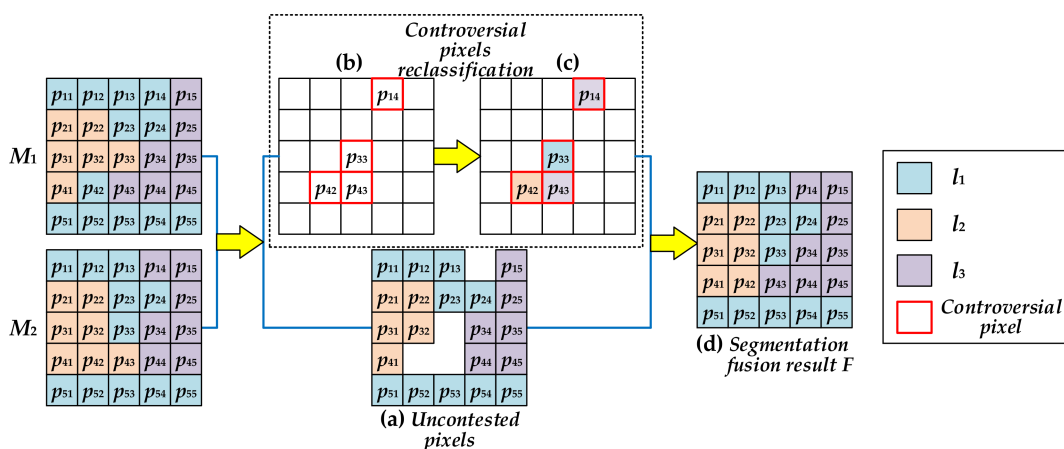 Controversial
pixels
reclassification
(b)
(c)
M1
p11 p12 p13 p14 p15
p21 p22 p23 p24 p25
p31 p32 p33 p34 p35
p41 p42 p43 p44 p45
p51 p52 p53 p54 p55
M2
p11 p12 p13 p14 p15
p21 p22 p23 p24 p25
p31 p32 p33 p34 p35
p41 p42 p43 p44 p45
p51 p52 p53 p54 p55
p14
p33
p42 p43
p14
p33
p42 p43
p11 p12 p13 p15
p21 p22 p23 p24 p25
p31 p32 p34 p35
p41 p44 p45
p51 p52 p53 p54 p55
(a) Uncontested
pixels
p11 p12 p13 p14 p15
p21 p22 p23 p24 p25
p31 p32 p33 p34 p35
p41 p42 p43 p44 p45
p51 p52 p53 p54 p55
(d) Segmentation
fusion result F
l1
l2
l3
Controversial
pixel